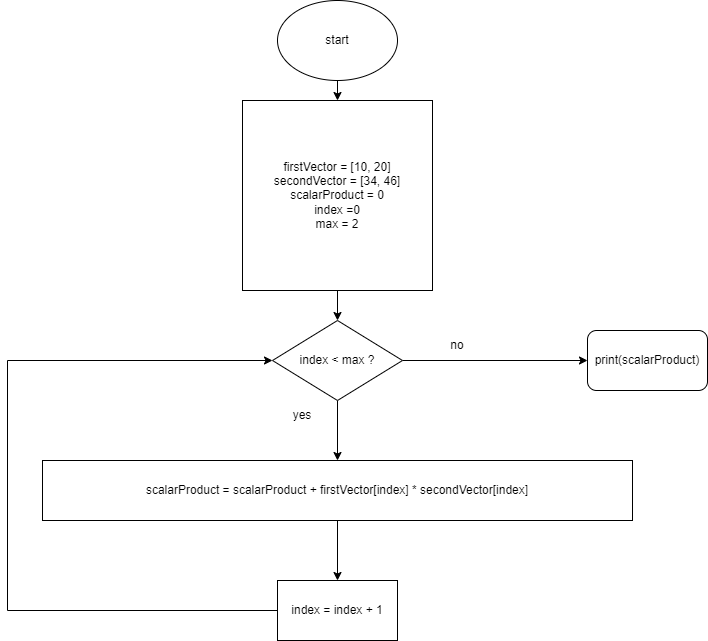 start
firstVector = [10, 20]
secondVector = [34, 46]
scalarProduct = 0
index =0
max = 2
index < max ?
no
print(scalarProduct)
yes
scalarProduct = scalarProduct + firstVector[index] * secondVector[index]
index = index + 1